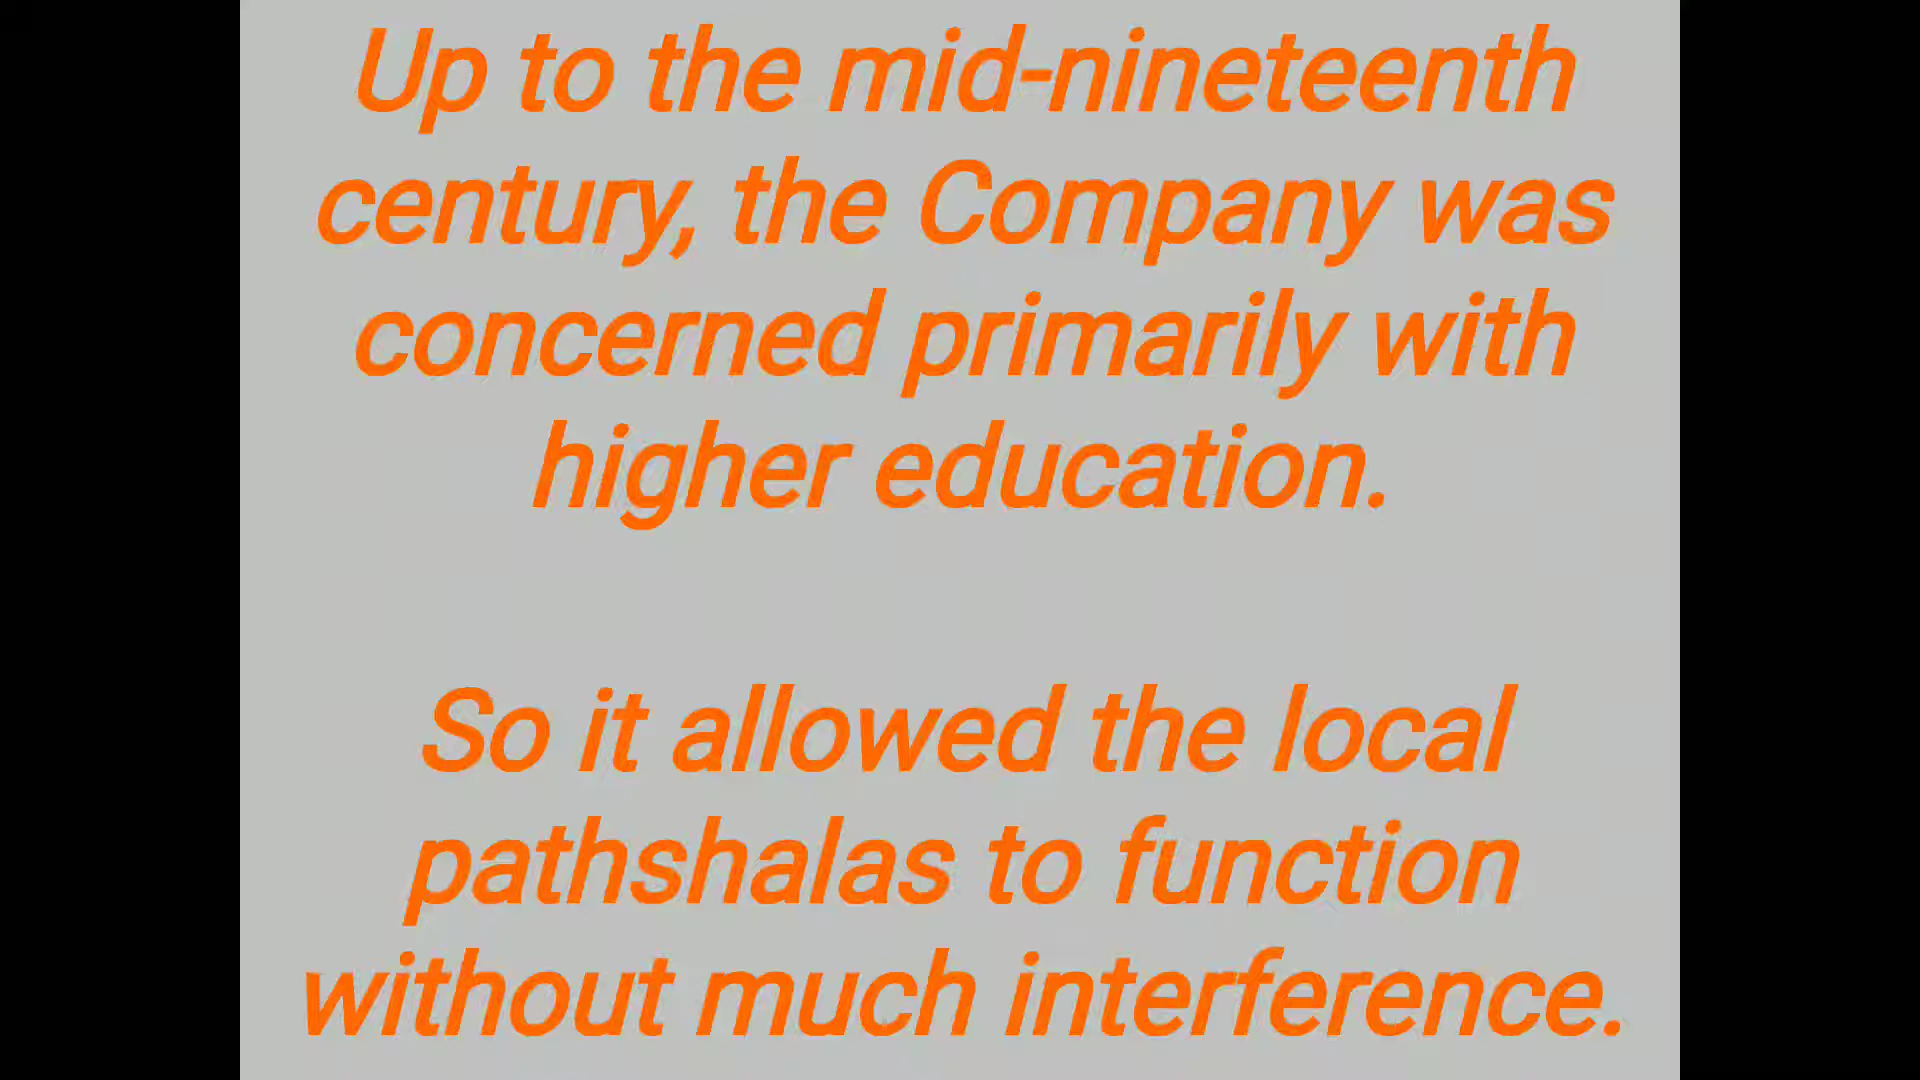 Up to the mid-nineteenth
century, the Company was
concerned primarily with
higher education.
So it allowed the local
pathshalas to function
without much interference.